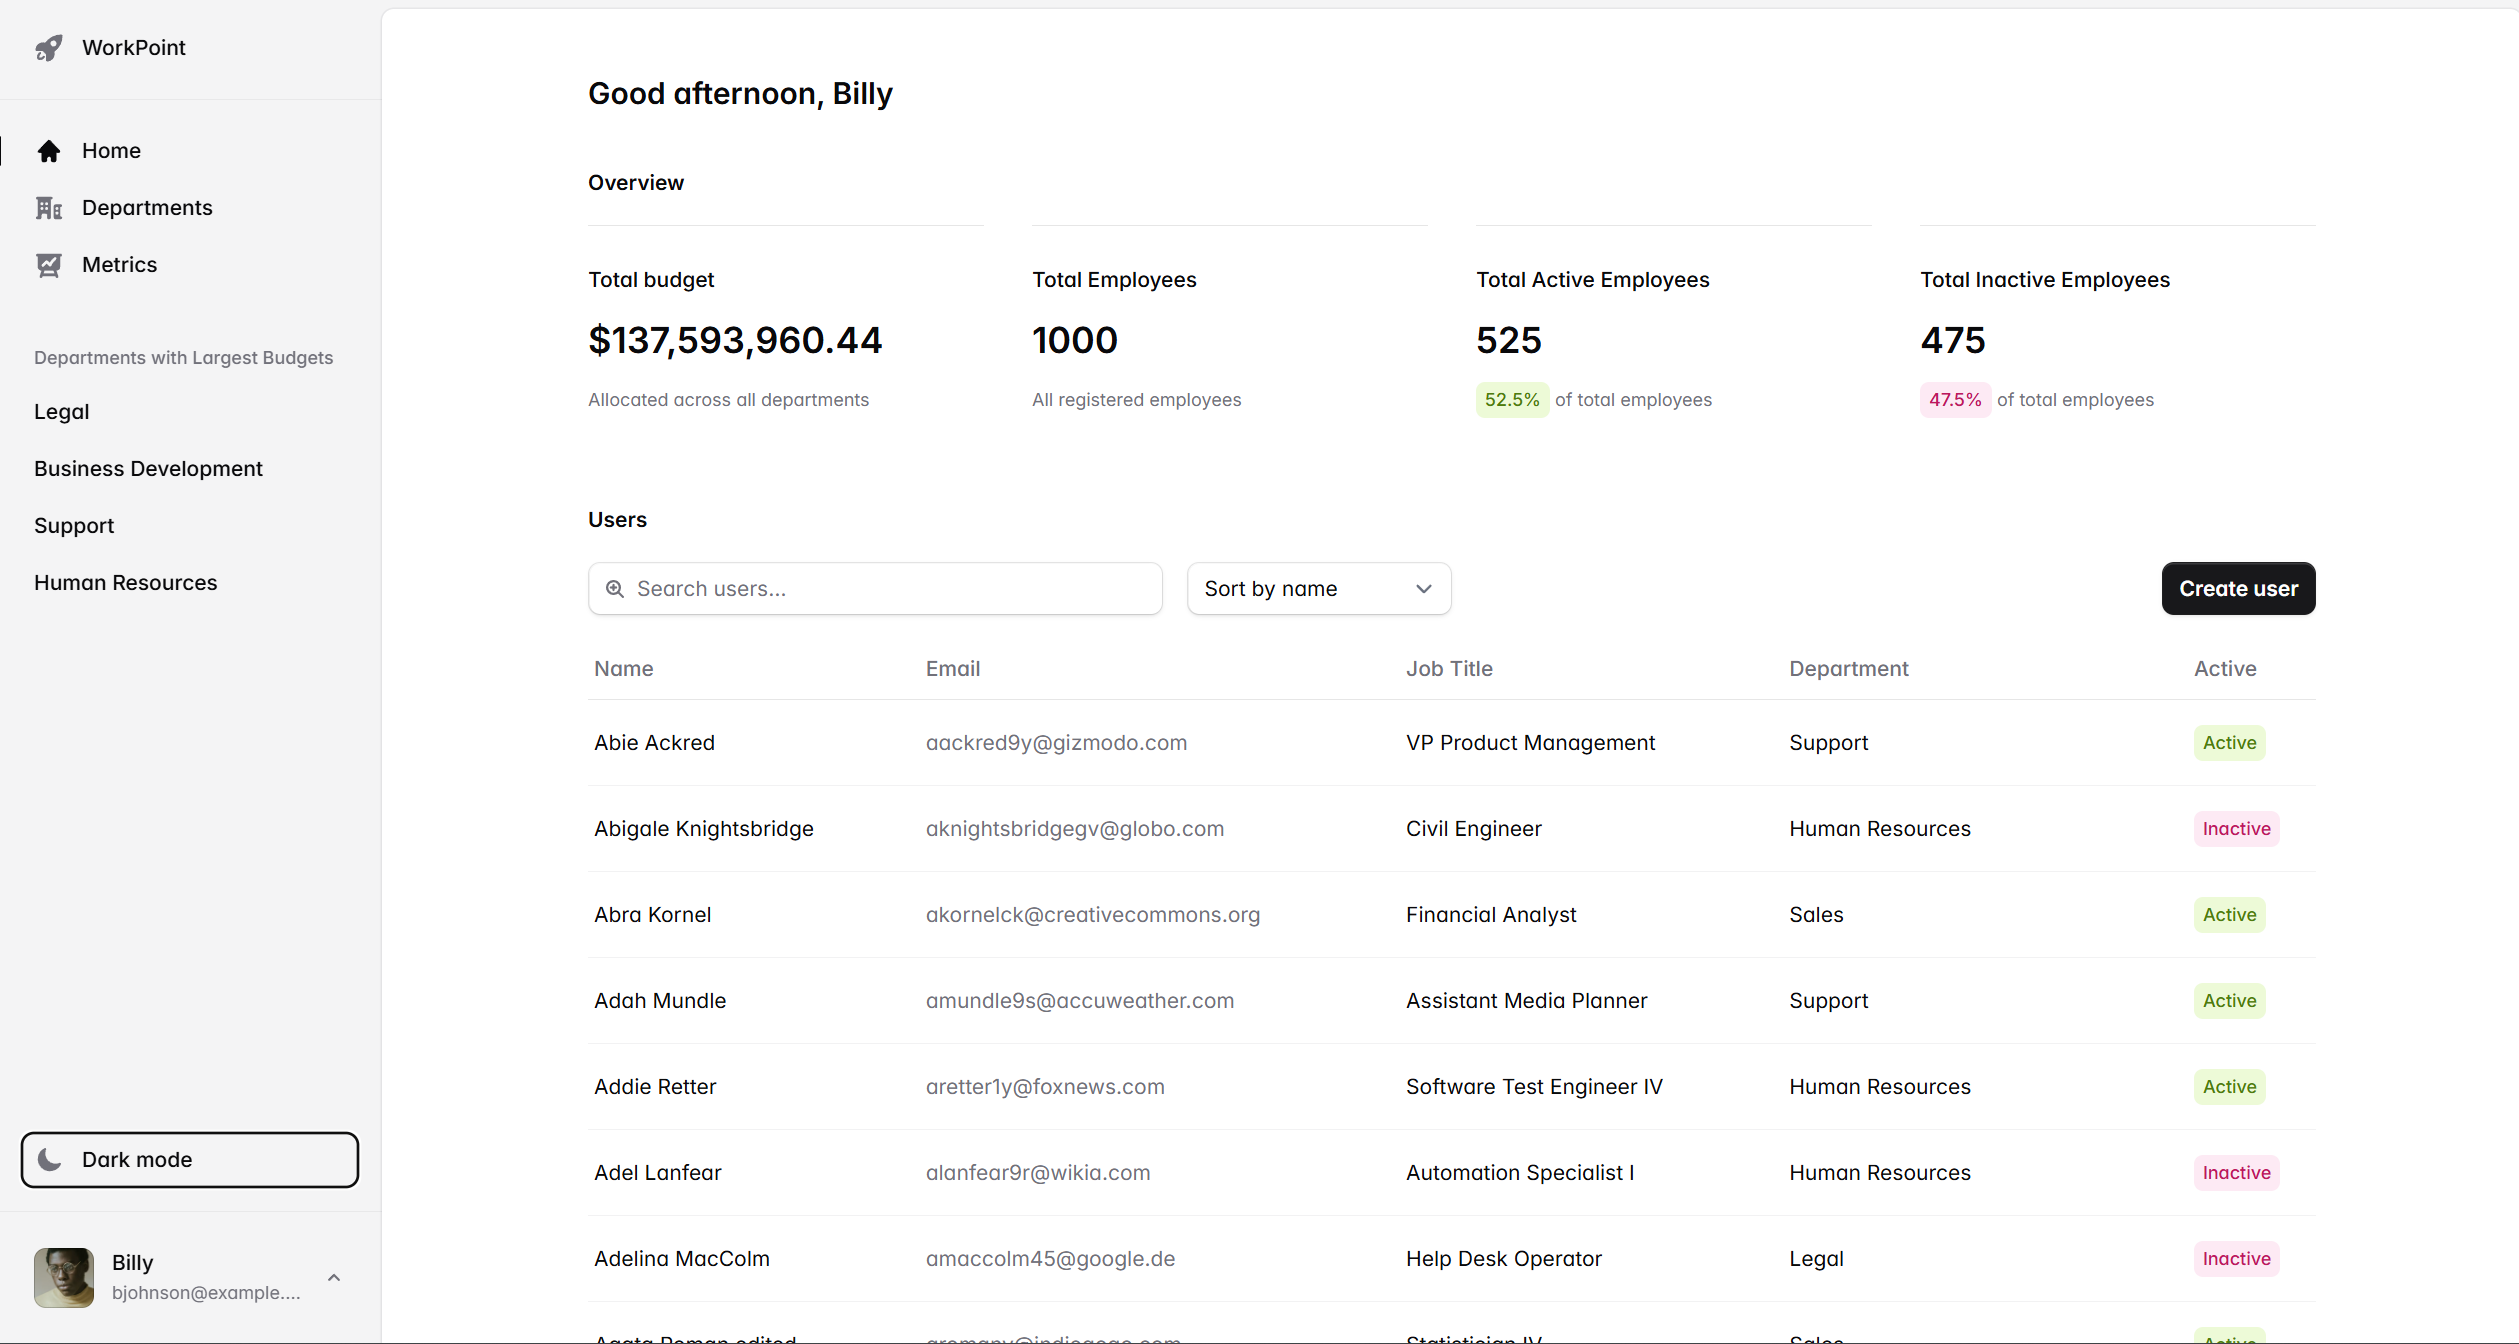 WorkPoint
Home
Departments
Metrics
Departments with Largest Budgets
Legal
Business Development
Support
Human Resources
Dark mode
Billy
bjohnson@example....
Good afternoon, Billy
Overview
Total budget
$137,593,960.44
Allocated across all departments
Total Employees
1000
All registered employees
Total Active Employees
525
52.5% of total employees
Total Inactive Employees
475
47.5% of total employees
Users
Search users... Sort by name Create user
Name Email Job Title Department Active
Abie Ackred aackred9y@gizmodo.com VP Product Management Support Active
Abigale Knightsbridge aknightsbridgegv@globo.com Civil Engineer Human Resources Inactive
Abra Kornel akornelck@creativecommons.org Financial Analyst Sales Active
Adah Mundle amundle9s@accuweather.com Assistant Media Planner Support Active
Addie Retter aretter1y@foxnews.com Software Test Engineer IV Human Resources Active
Adel Lanfear alanfear9r@wikia.com Automation Specialist I Human Resources Inactive
Adelina MacColm amaccolm45@google.de Help Desk Operator Legal Inactive
edited Statistician IV Sales Active